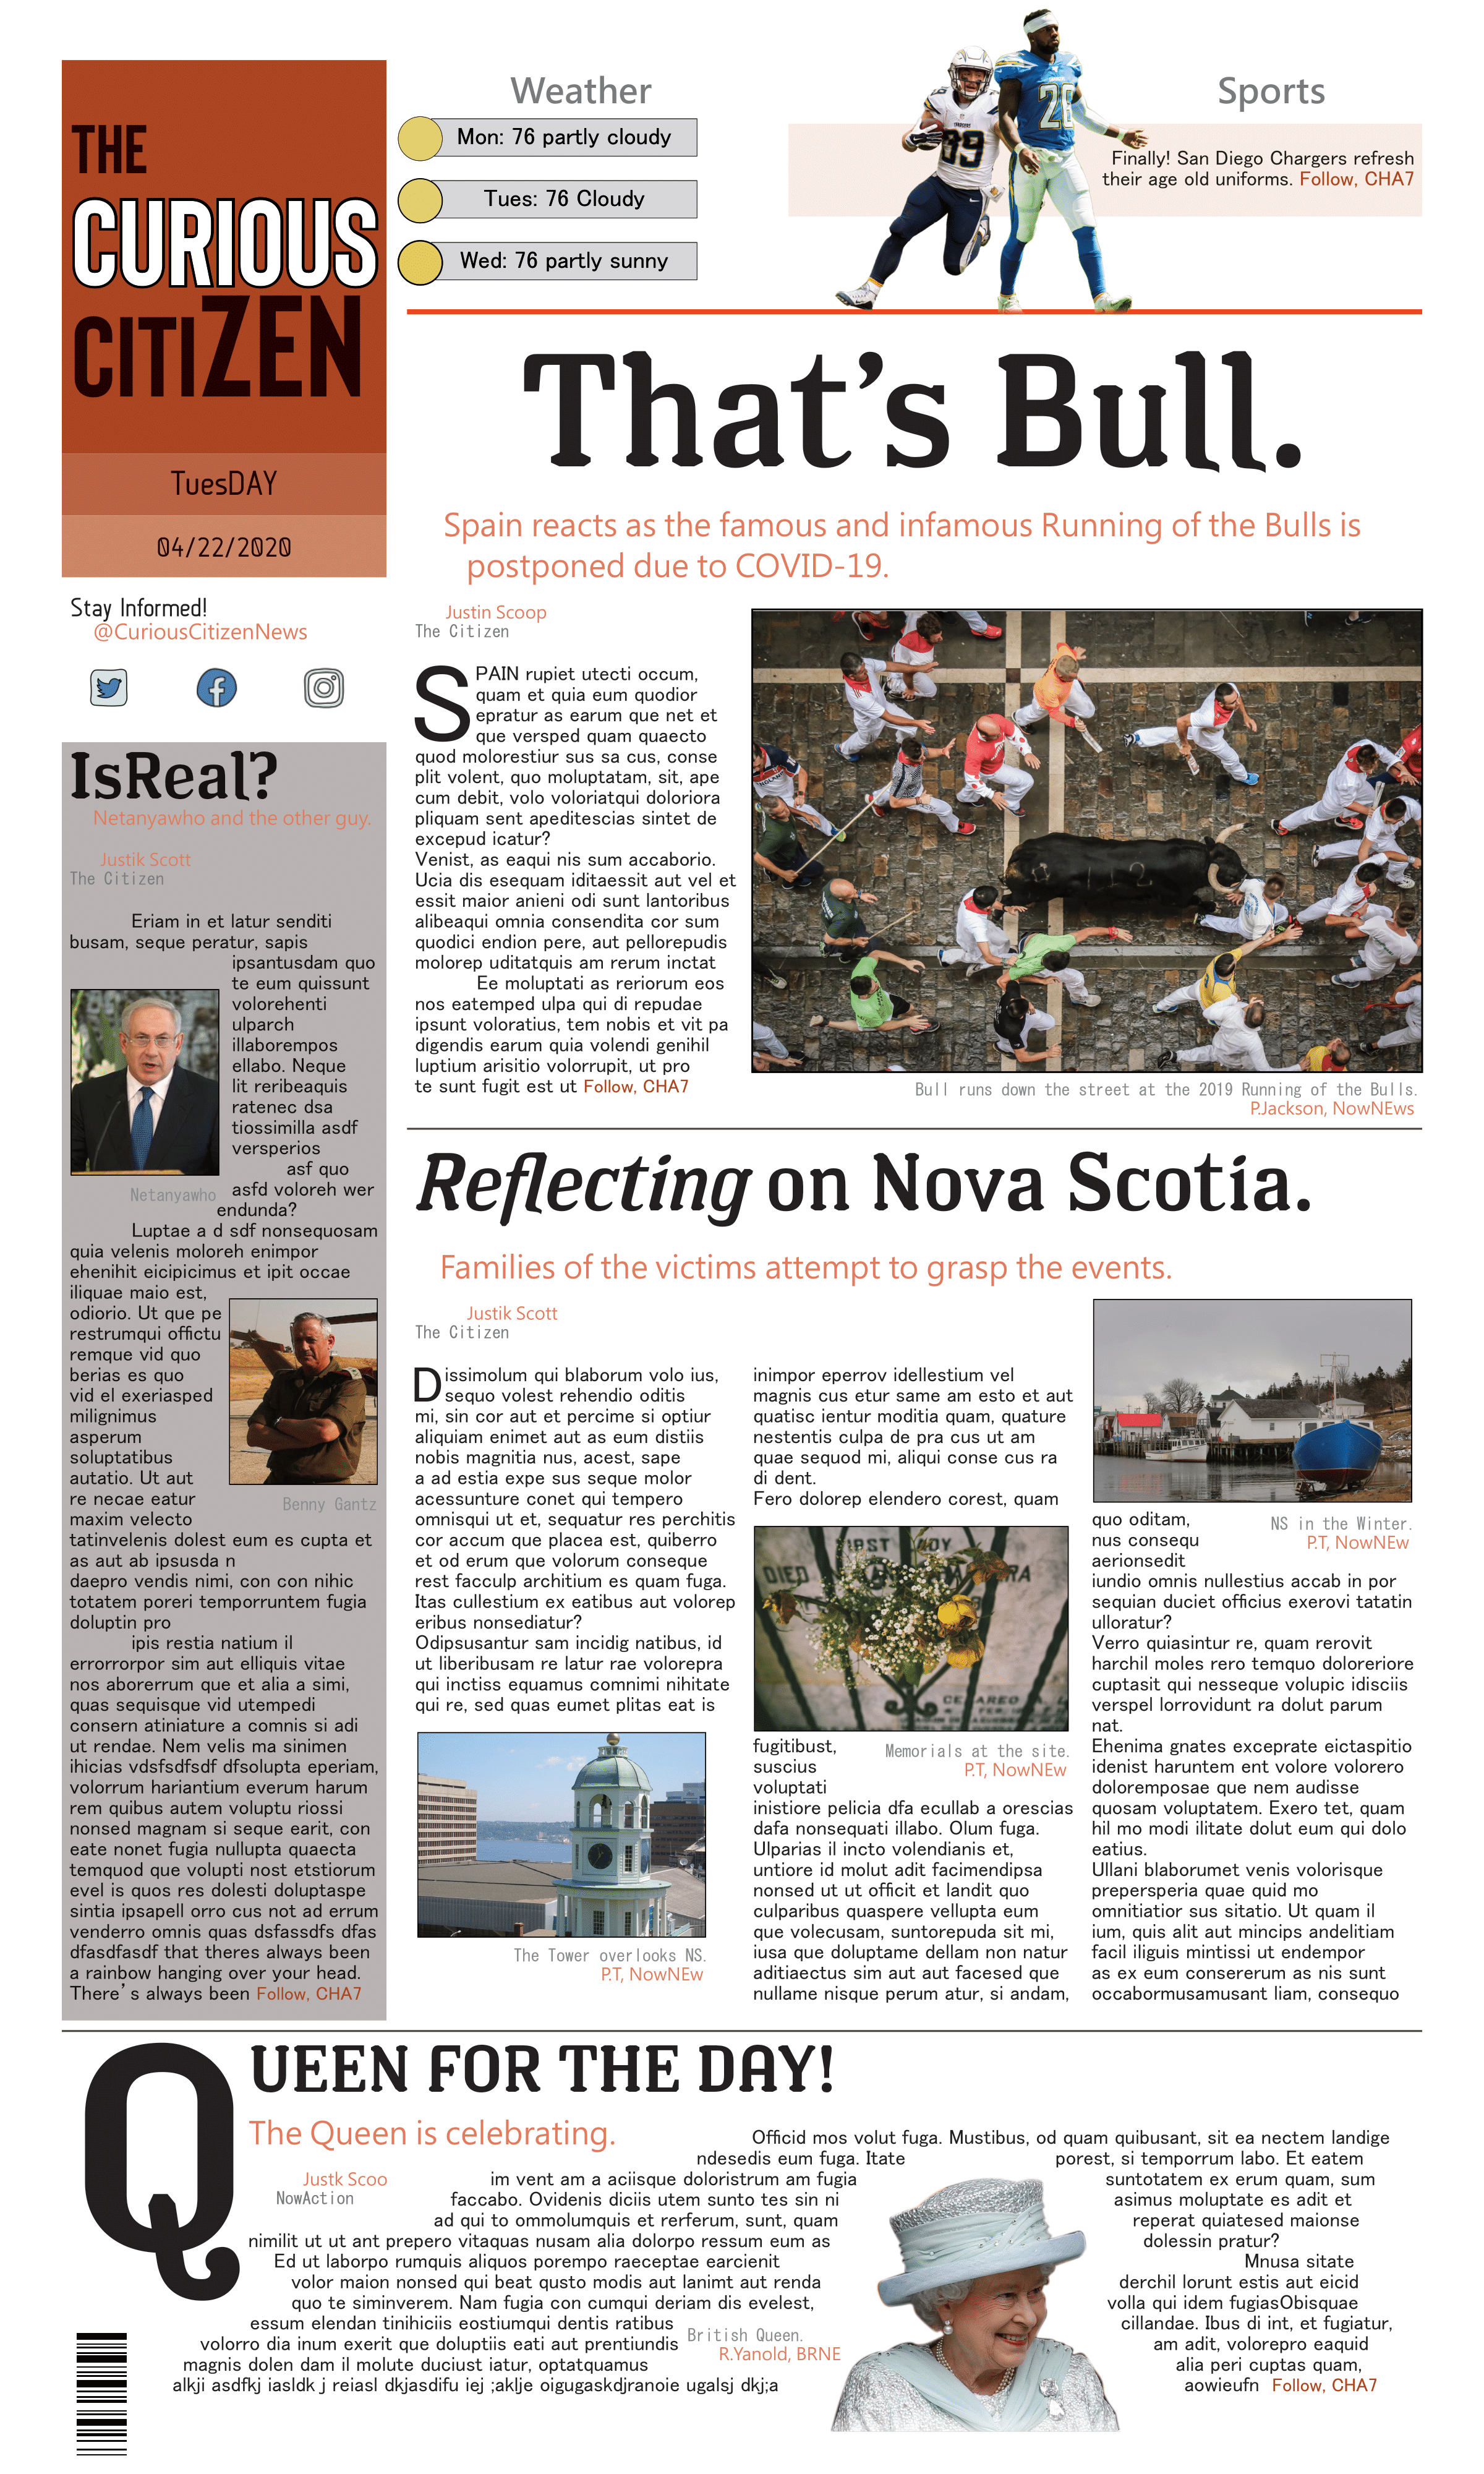 THE
CURIOUS
CITIZEN
TuesDAY
04/22/2020
Stay Informed!
@CuriousCitizenNews
Weather
Mon: 76 partly cloudy
Tues: 76 Cloudy
Wed: 76 partly sunny
Sports
Finally! San Diego Chargers refresh
their age old uniforms. Follow, CHA7
That's Bull.
Spain reacts as the famous and infamous Running of the Bulls is
postponed due to COVID-19.
Justin Scoop
The Citizen
SPAIN rupiet utecti occum,
quam et quia eum quodior
epratur as earum que net et
que versped quam quaecto
quod molorestiur sus sa cus, conse
plit volent, quo moluptatam, sit, ape
cum debit, volo voloriatqui doloriora
pliquam sent apeditescias sintet de
excepud icatur?
Venist, as eaqui nis sum accaborio.
Ucia dis esequam iditaessit aut vel et
essit maior anieni odi sunt lantoribus
alibeaqui omnia consendita cor sum
quodici endion pere, aut pellorepudis
molorep uditatquis am rerum inctat
Ee moluptati as reriorum eos
nos eatemped ulpa qui di repudae
ipsunt voloratius, tem nobis et vit pa
digendis earum quia volendi genihil
luptium arisitio volorrupit, ut pro
te sunt fugit est ut Follow, CHA7
Bull runs down the street at the 2019 Running of the Bulls.
P.Jackson, NowNEws
IsReal?
Netanyawho and the other guy.
Justik Scott
The Citizen
Eriam in et latur senditi
busam, seque peratur, sapis
ipsantusdam quo
te eum quissunt
volorehenti
ulparch
illaborempos
ellabo. Neque
lit reribeaquis
ratenec dsa
tiossimilla asdf
versperios
asf quo
asfd voloreh wer
endunda?
Netanyawho
Luptae a d sdf nonsequosam
quia velenis moloreh enimpor
ehenihit eicipicimus et ipit occae
iliquae maio est,
odiorio. Ut que pe
restrumqui offictu
remque vid quo
berias es quo
vid el exeriasped
milignimus
asperum
soluptatibus
autatio. Ut aut
re necae eatur
maxim velecto
Benny Gantz
tatinvelenis dolest eum es cupta et
as aut ab ipsusda n
daepro vendis nimi, con con nihic
totatem poreri temporruntem fugia
doluptin pro
ipis restia natium il
errorrorpor sim aut elliquis vitae
nos aborerrum que et alia a simi,
quas sequisque vid utempedi
consern atiniature a comnis si adi
ut rendae. Nem velis ma sinimen
ihicias vdsfsdfsdf dfsolupta eperiam,
volorrum hariantium everum harum
rem quibus autem voluptu riossi
nonsed magnam si seque earit, con
eate nonet fugia nullupta quaecta
temquod que volupti nost etstiorum
evel is quos res dolesti doluptaspe
sintia ipsapell orro cus not ad errum
venderro omnis quas dsfassdfs dfas
dfasdfasdf that theres always been
a rainbow hanging over your head.
There's always been Follow, CHA7
Reflecting on Nova Scotia.
Families of the victims attempt to grasp the events.
Justik Scott
The Citizen
Dissimolum qui blaborum volo ius,
sequo volest rehendio oditis
mi, sin cor aut et percime si optiur
aliquiam enimet aut as eum distiis
nobis magnitia nus, acest, sape
a ad estia expe sus seque molor
acessunture conet qui tempero
omnisqui ut et, sequatur res perchitis
cor accum que placea est, quiberro
et od erum que volorum conseque
rest facculp architium es quam fuga.
Itas cullestium ex eatibus aut volorep
eribus nonsediatur?
Odipsusantur sam incidig natibus, id
ut liberibusam re latur rae volorepra
qui inctiss equamus comnimi nihitate
qui re, sed quas eumet plitas eat is
The Tower overlooks NS.
P.T, NowNEw
inimpor eperrov idellestium vel
magnis cus etur same am esto et aut
quatisc ientur moditia quam, quature
nestentis culpa de pra cus ut am
quae sequod mi, aliqui conse cus ra
di dent.
Fero dolorep elendero corest, quam
DIED
fugitibust,
suscius
voluptati
Memorials at the site.
P.T, NowNEw
inistiore pelicia dfa ecullab a orescias
dafa nonsequati illabo. Olum fuga.
Ulparias il incto volendianis et,
untiore id molut adit facimendipsa
nonsed ut ut officit et landit quo
culparibus quaspere vellupta eum
que volecusam, suntorepuda sit mi,
iusa que doluptame dellam non natur
aditiaectus sim aut aut facesed que
nullame nisque perum atur, si andam,
quo oditam,
nus consequ
aerionsedit
NS in the Winter.
P.T, NowNEw
iundio omnis nullestius accab in por
sequian duciet officius exerovi tatatin
ulloratur?
Verro quiasintur re, quam rerovit
harchil moles rero temquo doloreriore
cuptasit qui nesseque volupic idisciis
verspel lorrovidunt ra dolut parum
nat.
Ehenima gnates exceprate eictaspitio
idenist haruntem ent volore volorero
doloremposae que nem audisse
quosam voluptatem. Exero tet, quam
hil mo modi ilitate dolut eum qui dolo
eatius.
Ullani blaborumet venis volorisque
prepersperia quae quid mo
omnitiatior sus sitatio. Ut quam il
ium, quis alit aut mincips andelitiam
facil iliguis mintissi ut endempor
as ex eum consererum as nis sunt
occabormusamusant liam, consequo
QUEEN FOR THE DAY!
The Queen is celebrating.
Justk Scoo
NowAction
Officid mos volut fuga. Mustibus, od quam quibusant, sit ea nectem landige
ndesedis eum fuga. Itate
im vent am a aciisque doloristrum am fugia
faccabo. Ovidenis diciis utem sunto tes sin ni
ad qui to ommolumquis et rerferum, sunt, quam
nimilit ut ut ant prepero vitaquas nusam alia dolorpo ressum eum as
Ed ut laborpo rumquis aliquos porempo raeceptae earcienit
volor maion nonsed qui beat qusto modis aut lanimt aut renda
quo te siminverem. Nam fugia con cumqui deriam dis evelest,
essum elendan tinihiciis eostiumqui dentis ratibus
volorro dia inum exerit que doluptiis eati aut prentiundis
magnis dolen dam il molute duciust iatur, optatquamus
alkji asdfkj iasldk j reiasl dkjasdifu iej ;aklje oigugaskdjranoie ugalsj dkj;a
British Queen.
R.Yanold, BRNE
porest, si temporrum labo. Et eatem
suntotatem ex erum quam, sum
asimus moluptate es adit et
reperat quiatesed maionse
dolessin pratur?
Mnusa sitate
derchil lorunt estis aut eicid
volla qui idem fugiasObisquae
cillandae. Ibus di int, et fugiatur,
am adit, volorepro eaquid
alia peri cuptas quam,
aowieufn Follow, CHA7